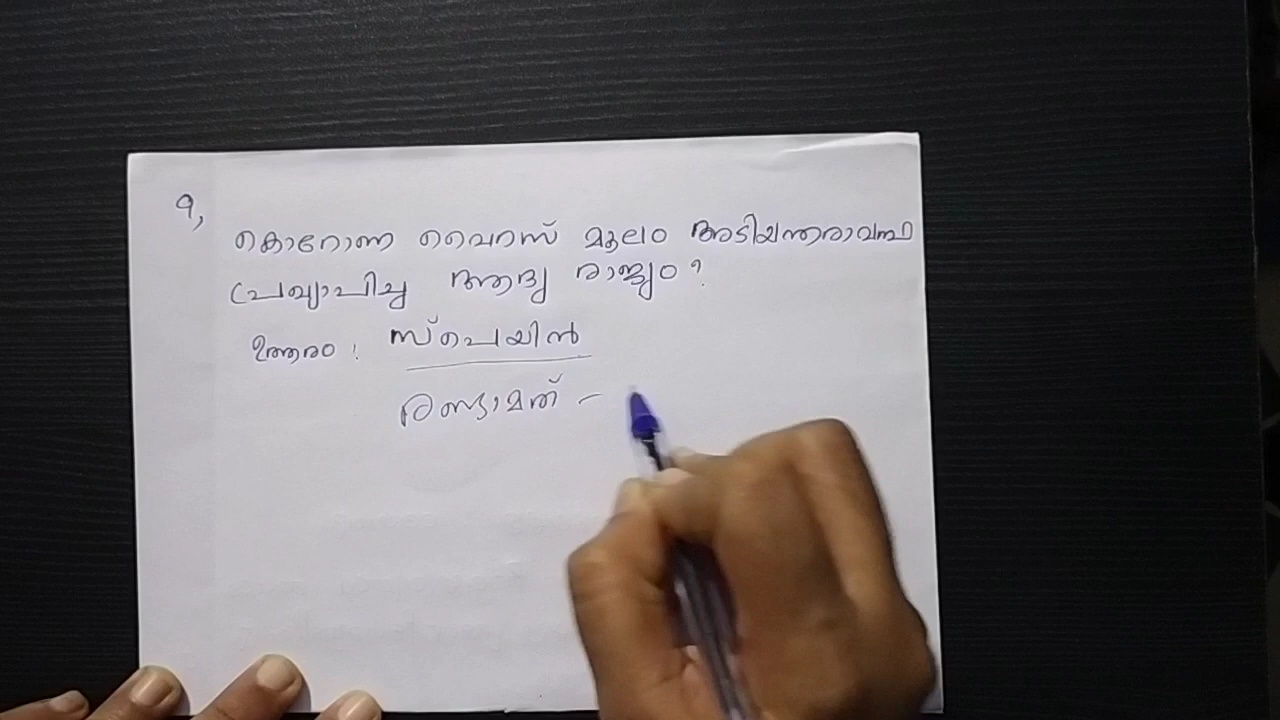 9,
കൊറോണ വൈറസ് മൂലം അടിയന്തരാവസ്ഥ
പ്രഖ്യാപിച്ച ആദ്യ രാജ്യം?
ഉത്തരം : സ്പെയിൻ
രണ്ടാമത് –